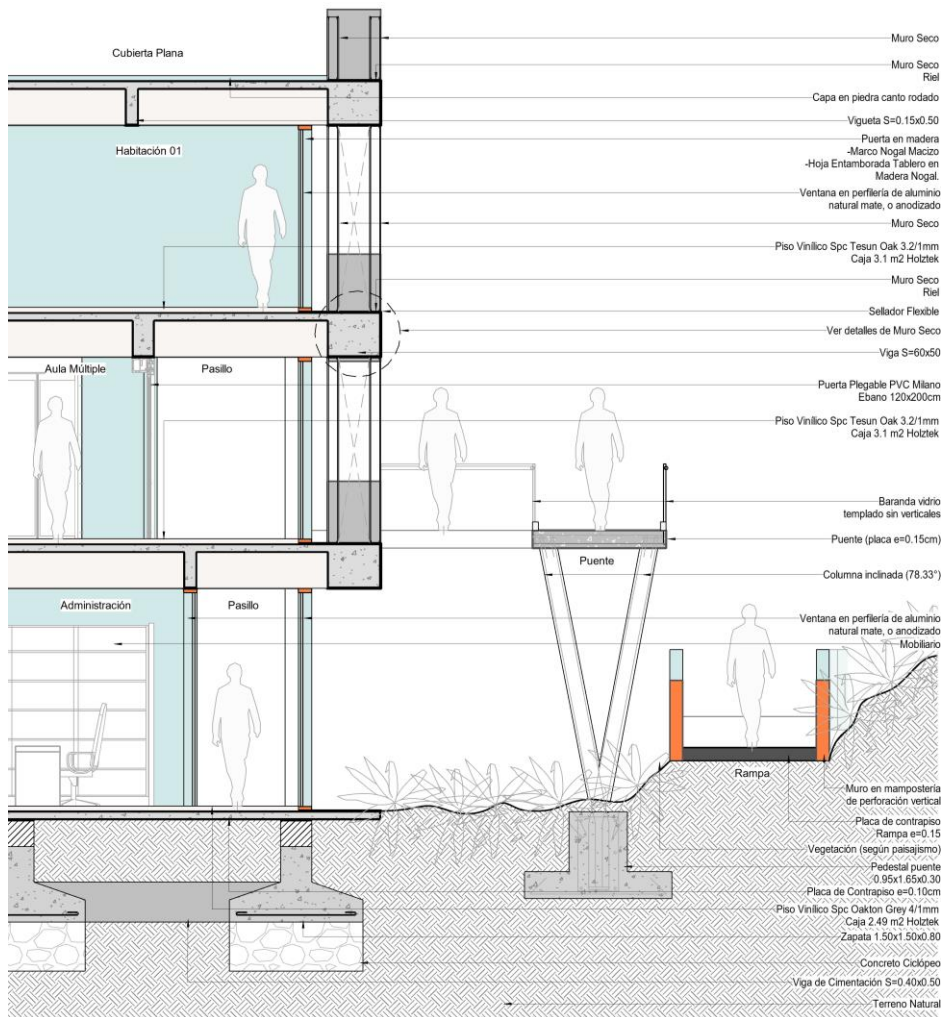 Cubierta Plana
Habitación 01
Aula Múltiple
Pasillo
Puente
Administración
Pasillo
Rampa
Muro Seco
Muro Seco
Riel
Capa en piedra canto rodado
Vigueta S=0.15x0.50
Puerta en madera
-Marco Nogal Macizo
-Hoja Entamborada Tablero en
Madera Nogal.
Ventana en perfilería de aluminio
natural mate, o anodizado
Muro Seco
Piso Vinílico Spc Tesun Oak 3.2/1mm
Caja 3.1 m2 Holztek
Muro Seco
Riel
Sellador Flexible
Ver detalles de Muro Seco
Viga S=60x50
Puerta Plegable PVC Milano
Ebano 120x200cm
Piso Vinílico Spc Tesun Oak 3.2/1mm
Caja 3.1 m2 Holztek
Baranda vidrio
templado sin verticales
Puente (placa e=0.15cm)
Columna inclinada (78.33°)
Ventana en perfilería de aluminio
natural mate, o anodizado
Mobiliario
Muro en mampostería
de perforación vertical
Placa de contrapiso
Rampa e=0.15
Vegetación (según paisajismo)
Pedestal puente
0.95x1.65x0.30
Placa de Contrapiso e=0.10cm
Piso Vinílico Spc Oakton Grey 4/1mm
Caja 2.49 m2 Holztek
Zapata 1.50x1.50x0.80
Concreto Ciclópeo
Viga de Cimentación S=0.40x0.50
Terreno Natural